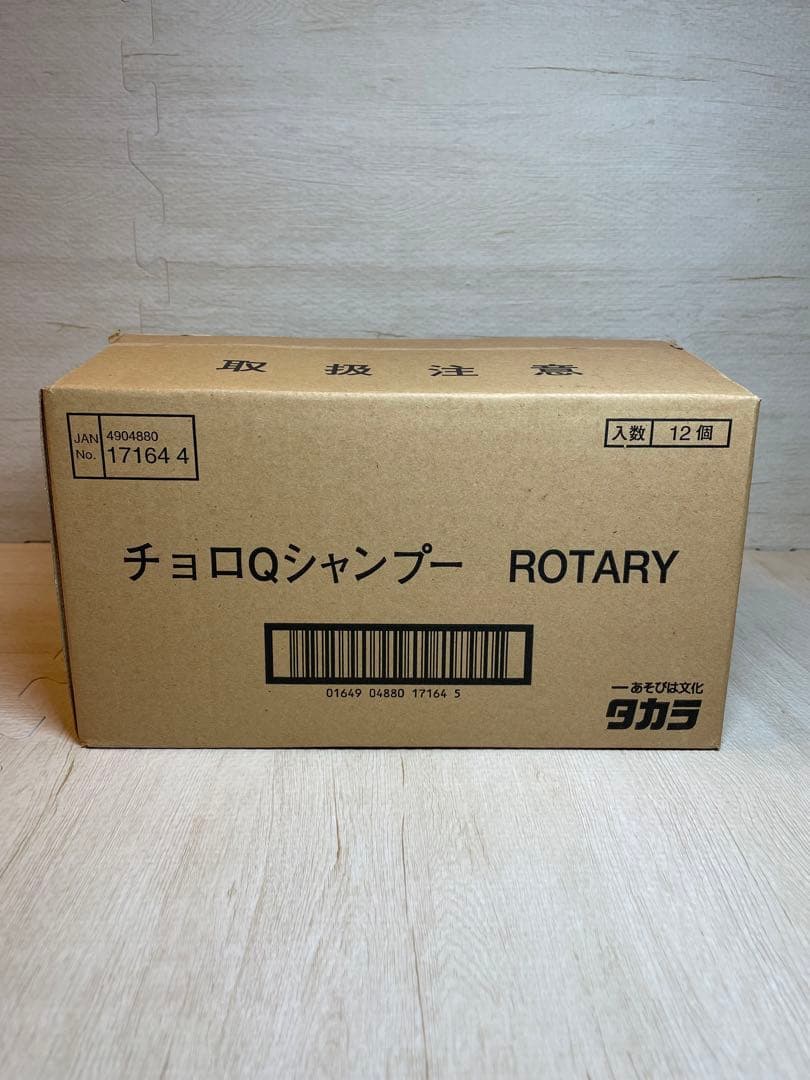 取扱注意
JAN No. 4904880
17164 4
入数 12個
チョロQシャンプー ROTARY
01649 04880 17164 5
ーあそびは文化
タカラ